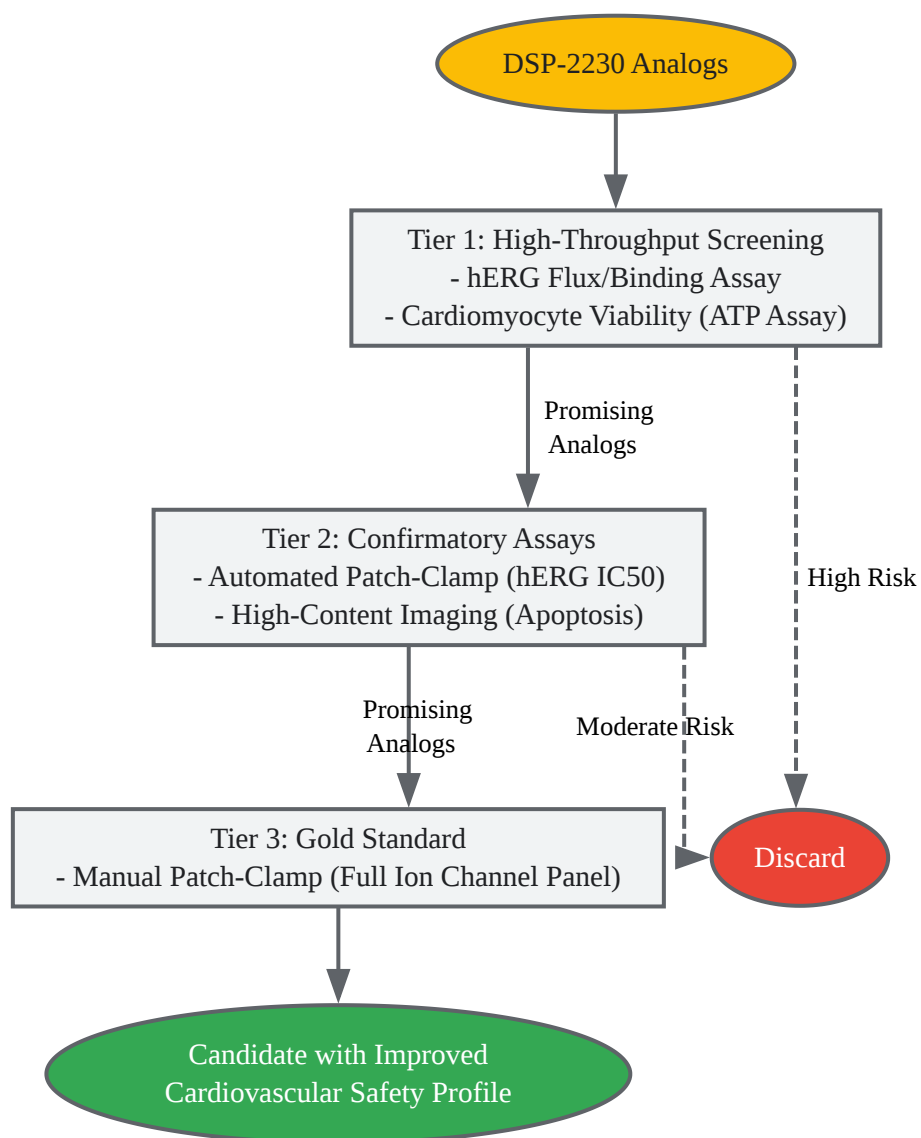 DSP-2230 Analogs
Tier 1: High-Throughput Screening
- hERG Flux/Binding Assay
- Cardiomyocyte Viability (ATP Assay)
Promising
Analogs
High Risk
Tier 2: Confirmatory Assays
- Automated Patch-Clamp (hERG IC50)
- High-Content Imaging (Apoptosis)
Promising
Analogs
Moderate Risk
Tier 3: Gold Standard
- Manual Patch-Clamp (Full Ion Channel Panel)
Discard
Candidate with Improved
Cardiovascular Safety Profile